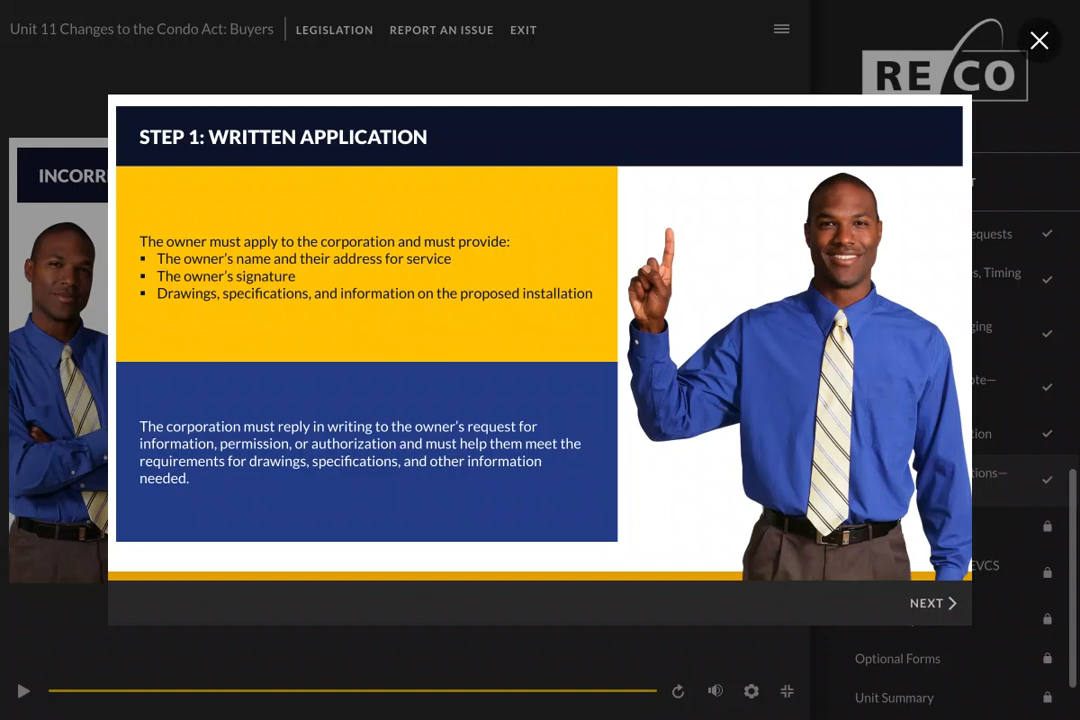 Unit 11 Changes to the Condo Act: Buyers
LEGISLATION
REPORT AN ISSUE
EXIT
RE/CO
INCORR
STEP 1: WRITTEN APPLICATION
The owner must apply to the corporation and must provide:
▪ The owner's name and their address for service
▪ The owner's signature
▪ Drawings, specifications, and information on the proposed installation
The corporation must reply in writing to the owner's request for
information, permission, or authorization and must help them meet the
requirements for drawings, specifications, and other information
needed.
NEXT
equests
s, Timing
ging
ote—
tion
tions—
EVCS
Optional Forms
Unit Summary